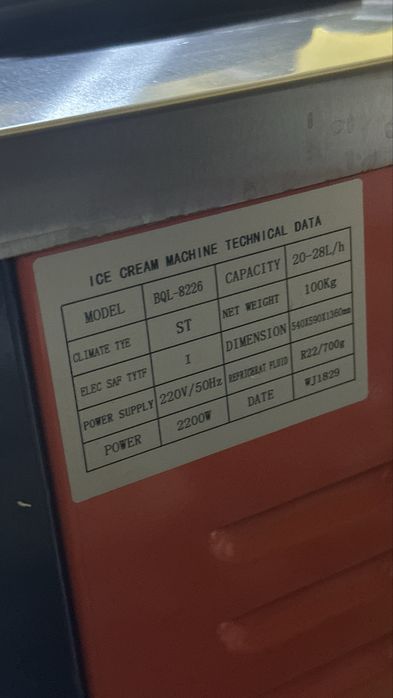 ICE CREAM MACHINE TECHNICAL DATA
MODEL BQL-8226 CAPACITY 20-28L/h
CLIMATE TYE ST NET WEIGHT 100Kg
ELEC SAF TYTF I DIMENSION 540X590X1360mm
POWER SUPPLY 220V/50Hz REFRIGERAT FLUID R22/700g
POWER 2200W DATE WJ1829